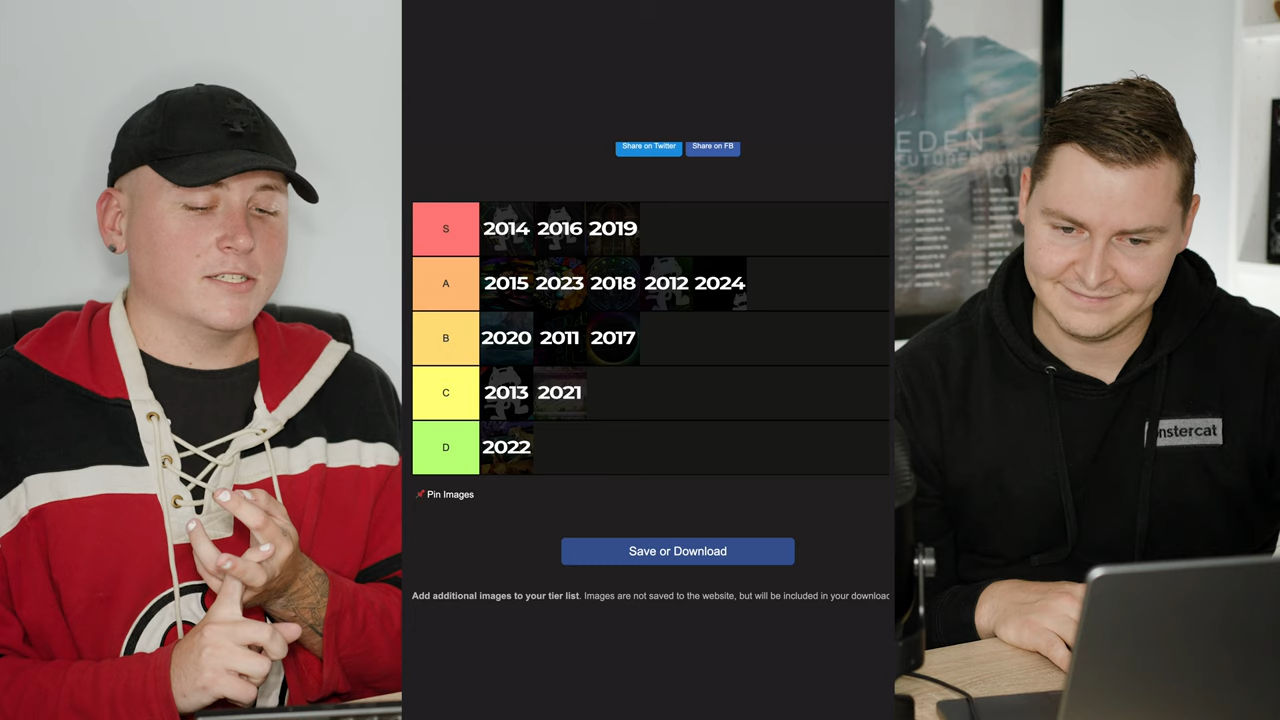 Share on Twitter
Share on FB
S
2014 2016 2019
A
2015 2023 2018 2012 2024
B
2020 2011 2017
C
2013 2021
D
2022
Pin Images
Save or Download
Add additional images to your tier list. Images are not saved to the website, but will be included in your downloac
EDEN
FUTUREBOUND
TOUR
nstercat